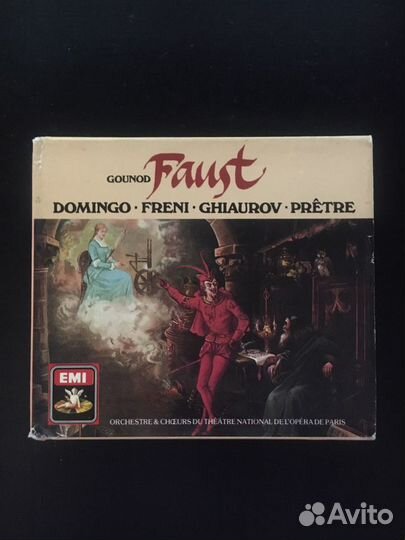 GOUNOD Faust
DOMINGO · FRENI · GHIAUROV · PRÊTRE
EMI
ORCHESTRE & CHŒURS DU THÉÂTRE NATIONAL DE L'OPÉRA DE PARIS
Avito